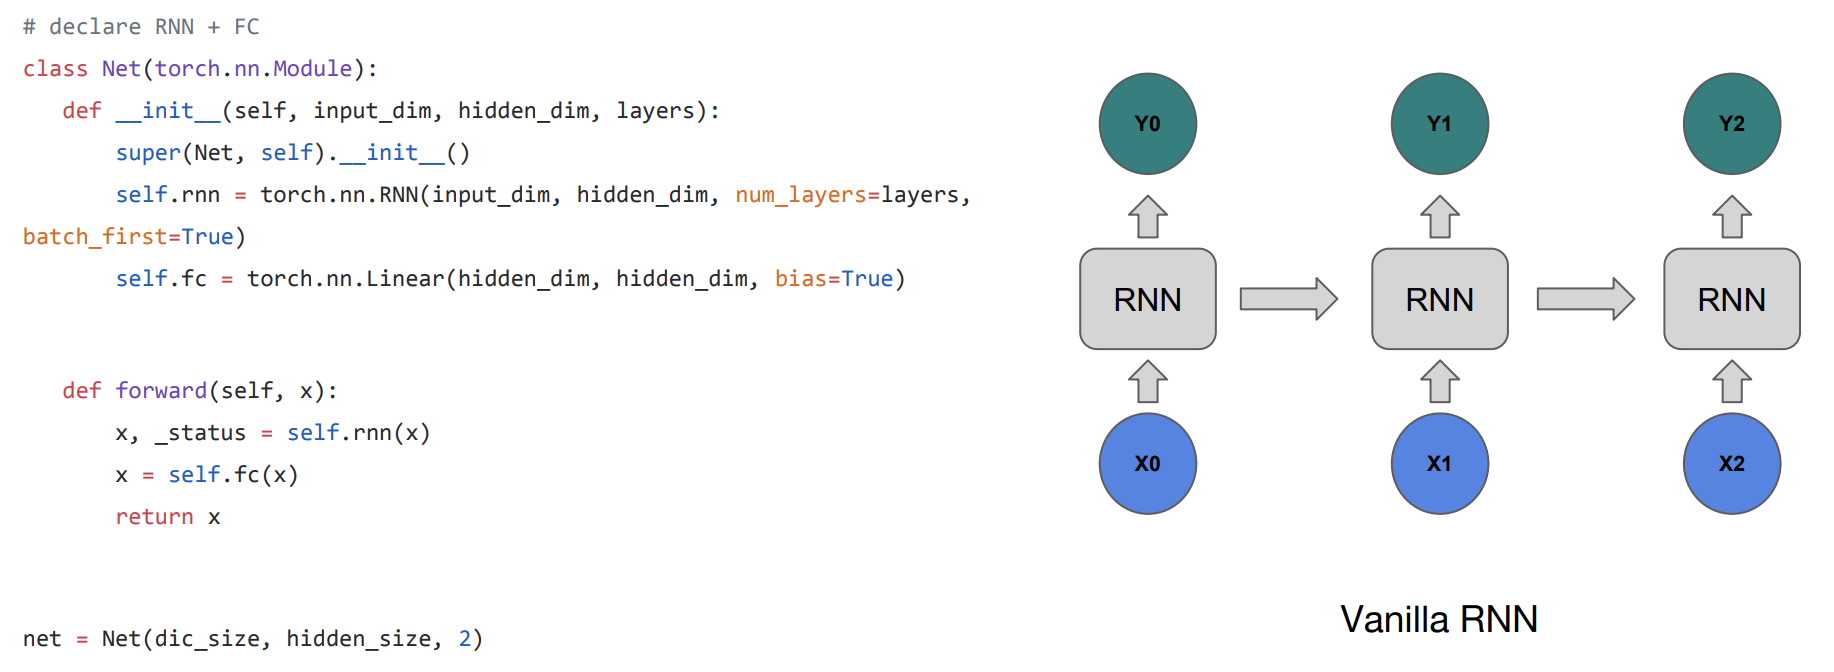 # declare RNN + FC
class Net(torch.nn.Module):
    def __init__(self, input_dim, hidden_dim, layers):
        super(Net, self).__init__()
        self.rnn = torch.nn.RNN(input_dim, hidden_dim, num_layers=layers,
batch_first=True)
        self.fc = torch.nn.Linear(hidden_dim, hidden_dim, bias=True)
    def forward(self, x):
        x, _status = self.rnn(x)
        x = self.fc(x)
        return x
net = Net(dic_size, hidden_size, 2)
Y0 Y1 Y2
RNN RNN RNN
X0 X1 X2
Vanilla RNN